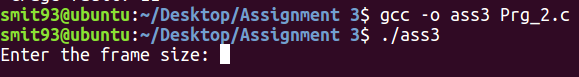 smit93@ubuntu:~/Desktop/Assignment 3$ gcc -o ass3 Prg_2.c
smit93@ubuntu:~/Desktop/Assignment 3$ ./ass3
Enter the frame size: